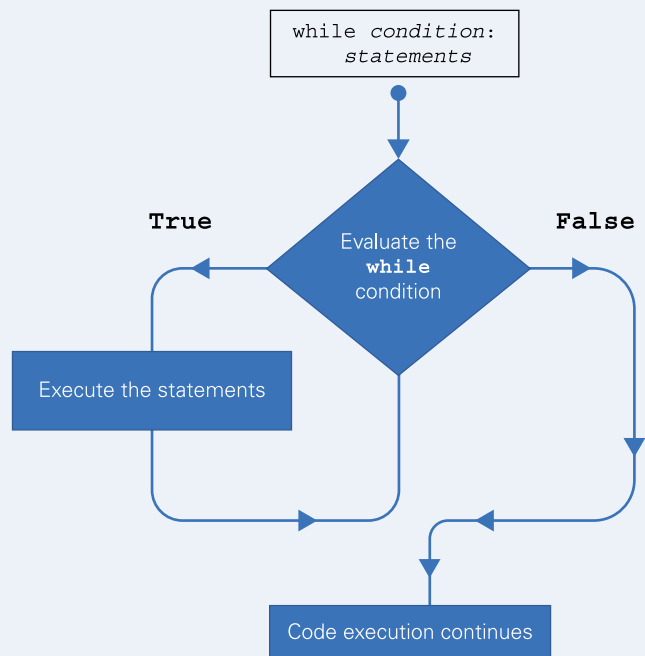 while condition:
statements
True
False
Evaluate the
while
condition
Execute the statements
Code execution continues